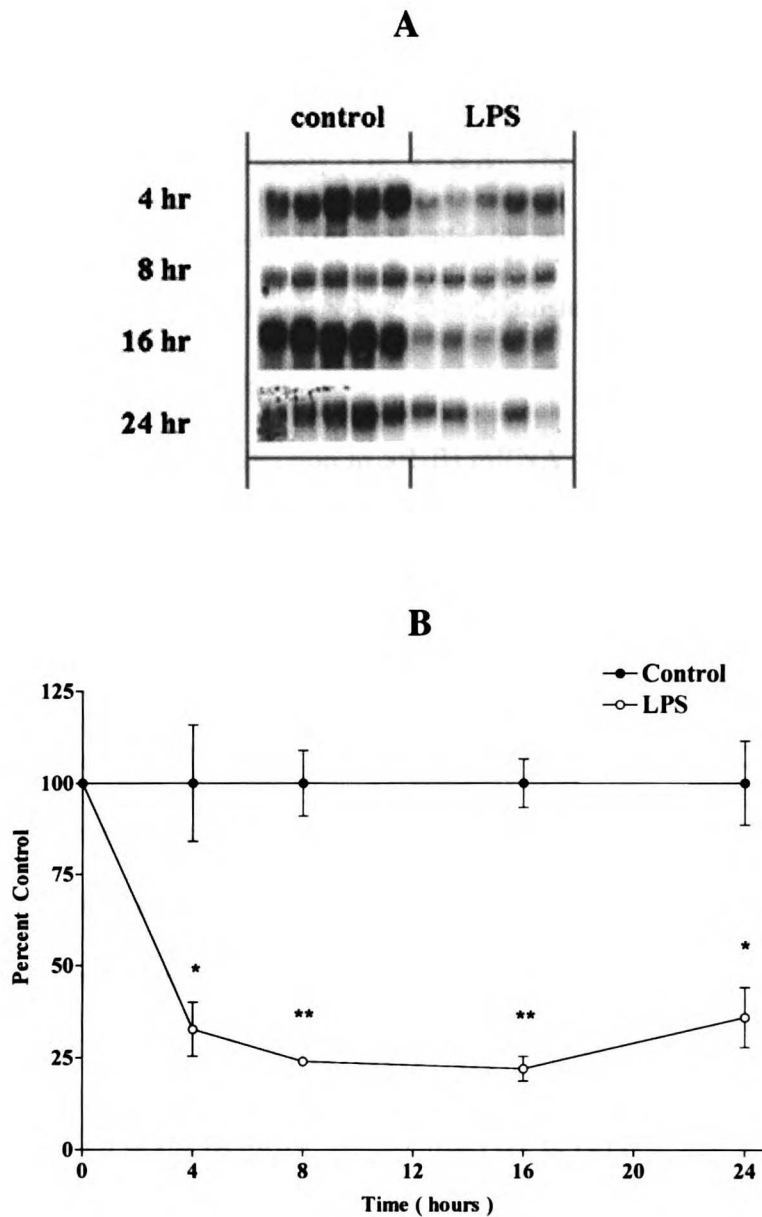 A
control LPS
4 hr
8 hr
16 hr
24 hr
B
Control
LPS
125
100
75
50
25
0
Percent Control
*
**
**
*
0 4 8 12 16 20 24
Time ( hours )